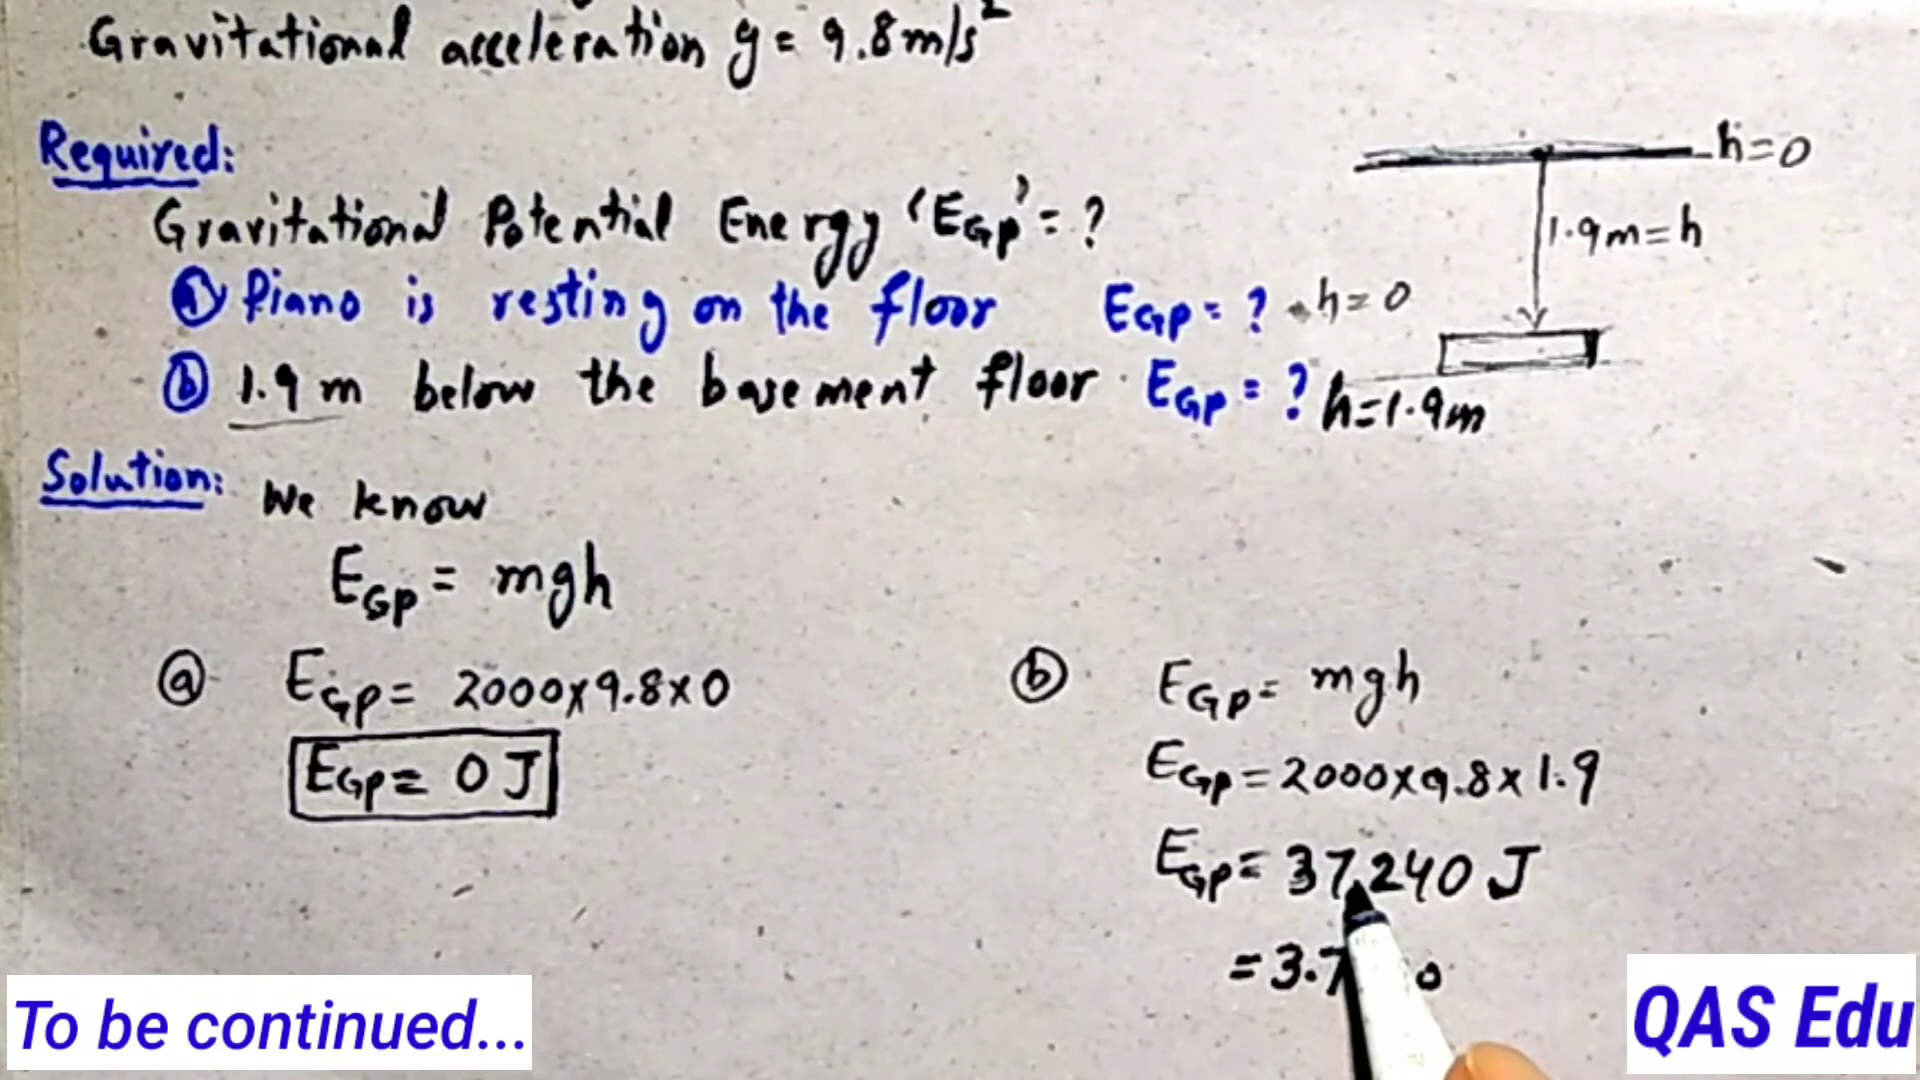 Gravitational acceleration g = 9.8 m/s²
Required:
Gravitational Potential Energy 'EGP' = ?
(a) Piano is resting on the floor EGP = ? h = 0
(b) 1.9 m below the basement floor EGP = ? h = 1.9m
h = 0
1.9m = h
Solution: We know
EGP = mgh
(a) EGP = 2000 x 9.8 x 0
EGP = 0 J
(b) EGP = mgh
EGP = 2000 x 9.8 x 1.9
EGP = 37,240 J
= 3.7
To be continued...
QAS Edu